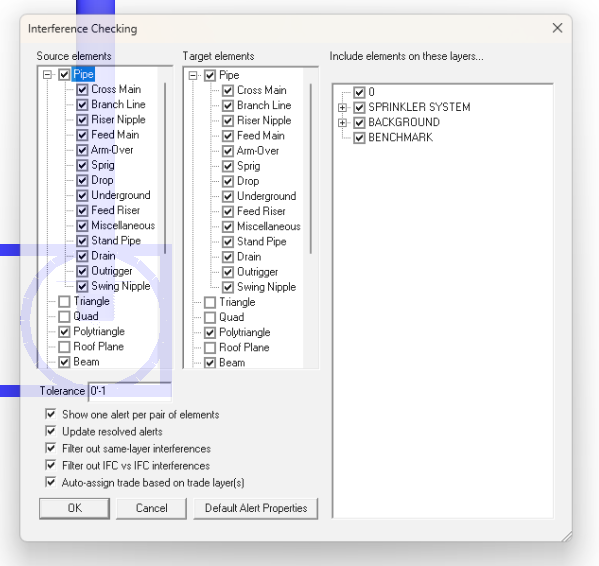 Interference Checking
Source elements
Pipe
Cross Main
Branch Line
Riser Nipple
Feed Main
Arm-Over
Sprig
Drop
Underground
Feed Riser
Miscellaneous
Stand Pipe
Drain
Outrigger
Swing Nipple
Triangle
Quad
Polytriangle
Roof Plane
Beam
Target elements
Pipe
Cross Main
Branch Line
Riser Nipple
Feed Main
Arm-Over
Sprig
Drop
Underground
Feed Riser
Miscellaneous
Stand Pipe
Drain
Outrigger
Swing Nipple
Triangle
Quad
Polytriangle
Roof Plane
Beam
Include elements on these layers...
0
SPRINKLER SYSTEM
BACKGROUND
BENCHMARK
Tolerance 0'-1
Show one alert per pair of elements
Update resolved alerts
Filter out same-layer interferences
Filter out IFC vs IFC interferences
Auto-assign trade based on trade layer(s)
OK Cancel Default Alert Properties